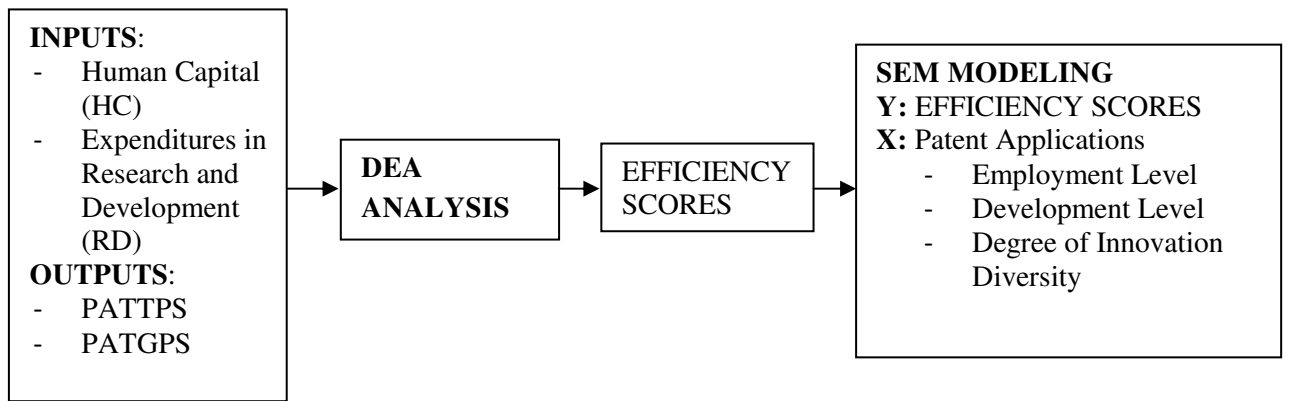 INPUTS:
- Human Capital
(HC)
- Expenditures in
Research and
Development
(RD)
OUTPUTS:
- PATTPS
- PATGPS
DEA
ANALYSIS
EFFICIENCY
SCORES
SEM MODELING
Y: EFFICIENCY SCORES
X: Patent Applications
- Employment Level
- Development Level
- Degree of Innovation
Diversity